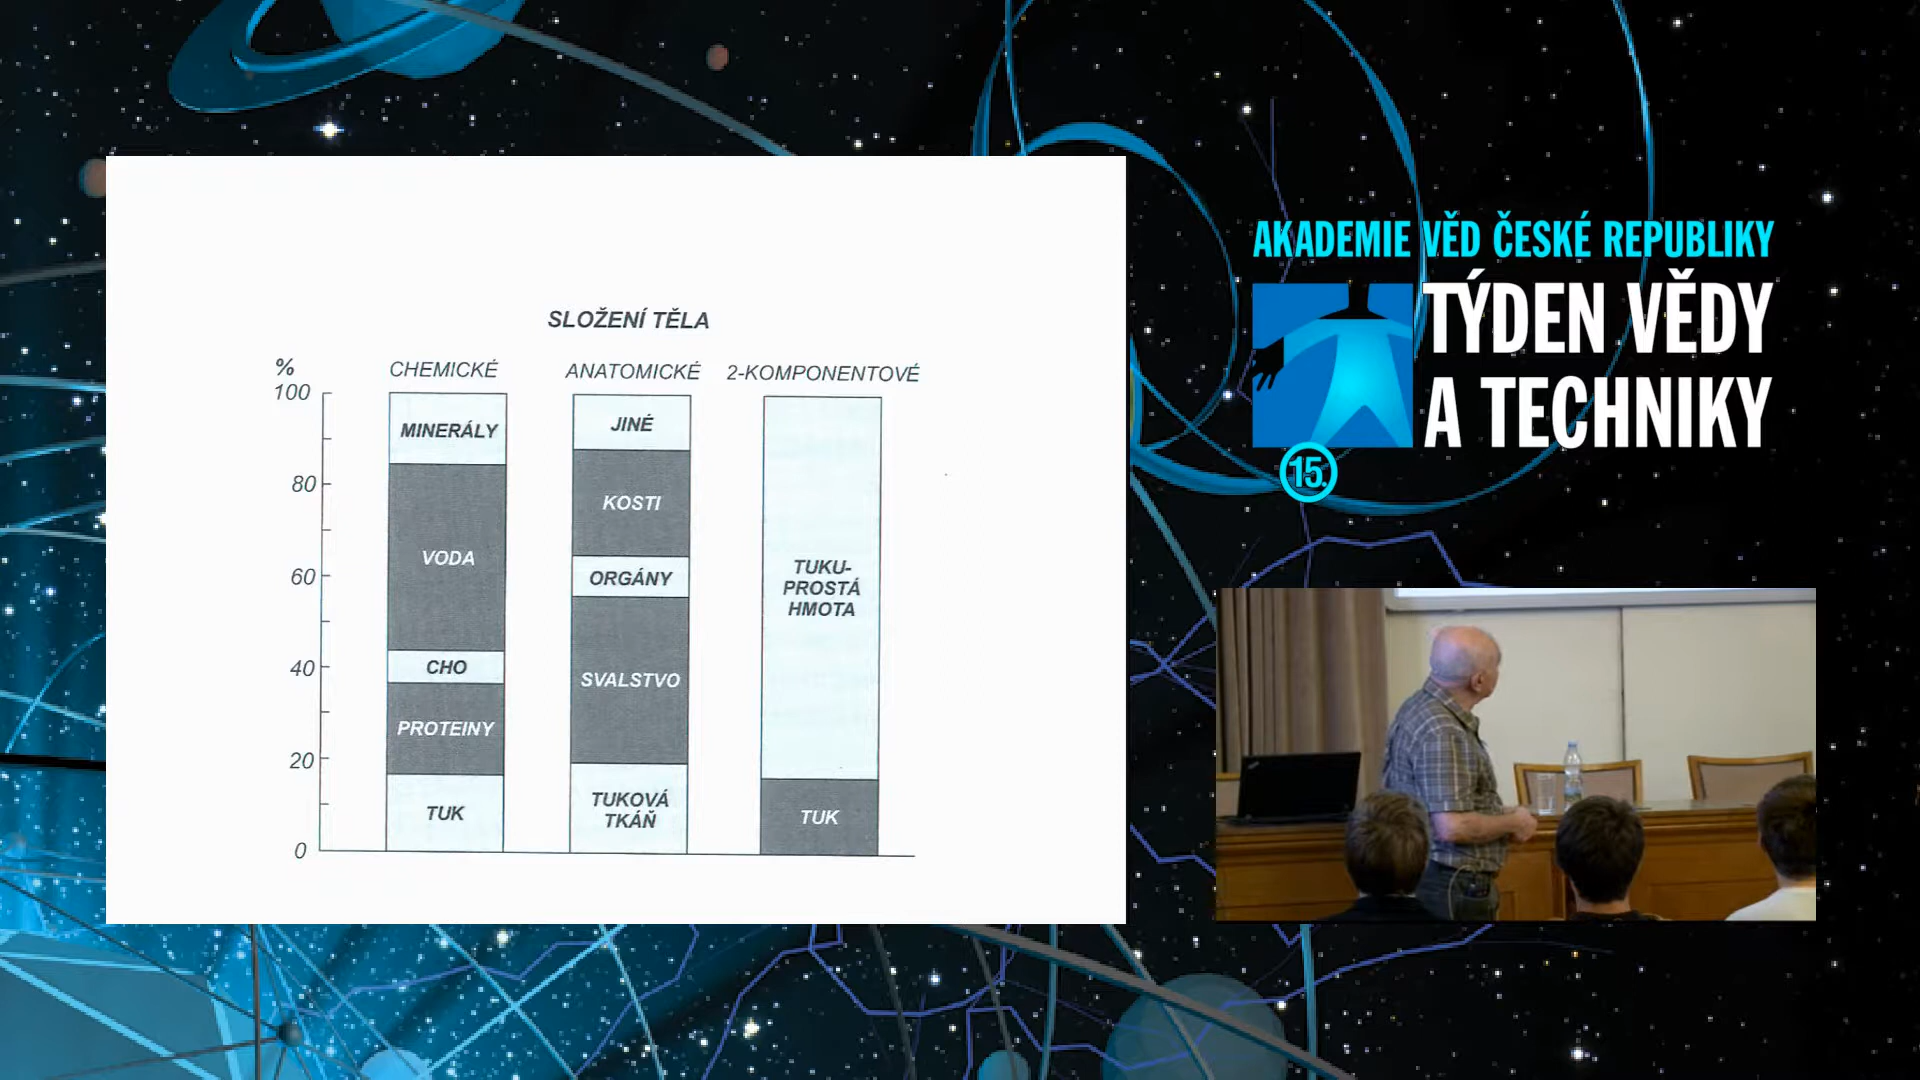 SLOŽENÍ TĚLA
%
CHEMICKÉ
ANATOMICKÉ
2-KOMPONENTOVÉ
100
80
60
40
20
0
MINERÁLY
VODA
CHO
PROTEINY
TUK
JINÉ
KOSTI
ORGÁNY
SVALSTVO
TUKOVÁ
TKÁŇ
TUKU-
PROSTÁ
HMOTA
TUK
AKADEMIE VĚD ČESKÉ REPUBLIKY
TÝDEN VĚDY
A TECHNIKY
15.